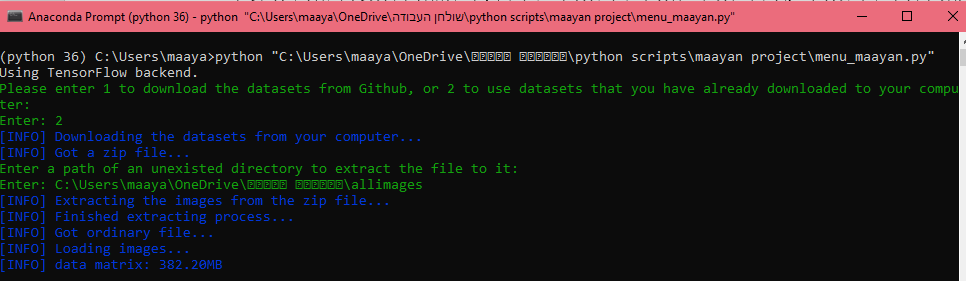 Anaconda Prompt (python 36) - python "C:\Users\maaya\OneDrive\שולחן העבודה\python scripts\maayan project\menu_maayan.py"
(python 36) C:\Users\maaya>python "C:\Users\maaya\OneDrive\⍰⍰⍰⍰⍰ ⍰⍰⍰⍰⍰⍰\python scripts\maayan project\menu_maayan.py"
Using TensorFlow backend.
Please enter 1 to download the datasets from Github, or 2 to use datasets that you have already downloaded to your compu
ter:
Enter: 2
[INFO] Downloading the datasets from your computer...
[INFO] Got a zip file...
Enter a path of an unexisted directory to extract the file to it:
Enter: C:\Users\maaya\OneDrive\⍰⍰⍰⍰⍰ ⍰⍰⍰⍰⍰⍰\allimages
[INFO] Extracting the images from the zip file...
[INFO] Finished extracting process...
[INFO] Got ordinary file...
[INFO] Loading images...
[INFO] data matrix: 382.20MB